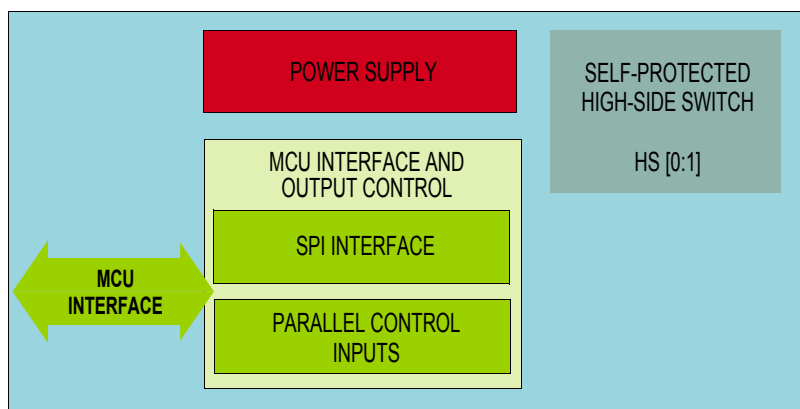 POWER SUPPLY
SELF-PROTECTED
HIGH-SIDE SWITCH
HS [0:1]
MCU INTERFACE AND
OUTPUT CONTROL
SPI INTERFACE
MCU
INTERFACE
PARALLEL CONTROL
INPUTS